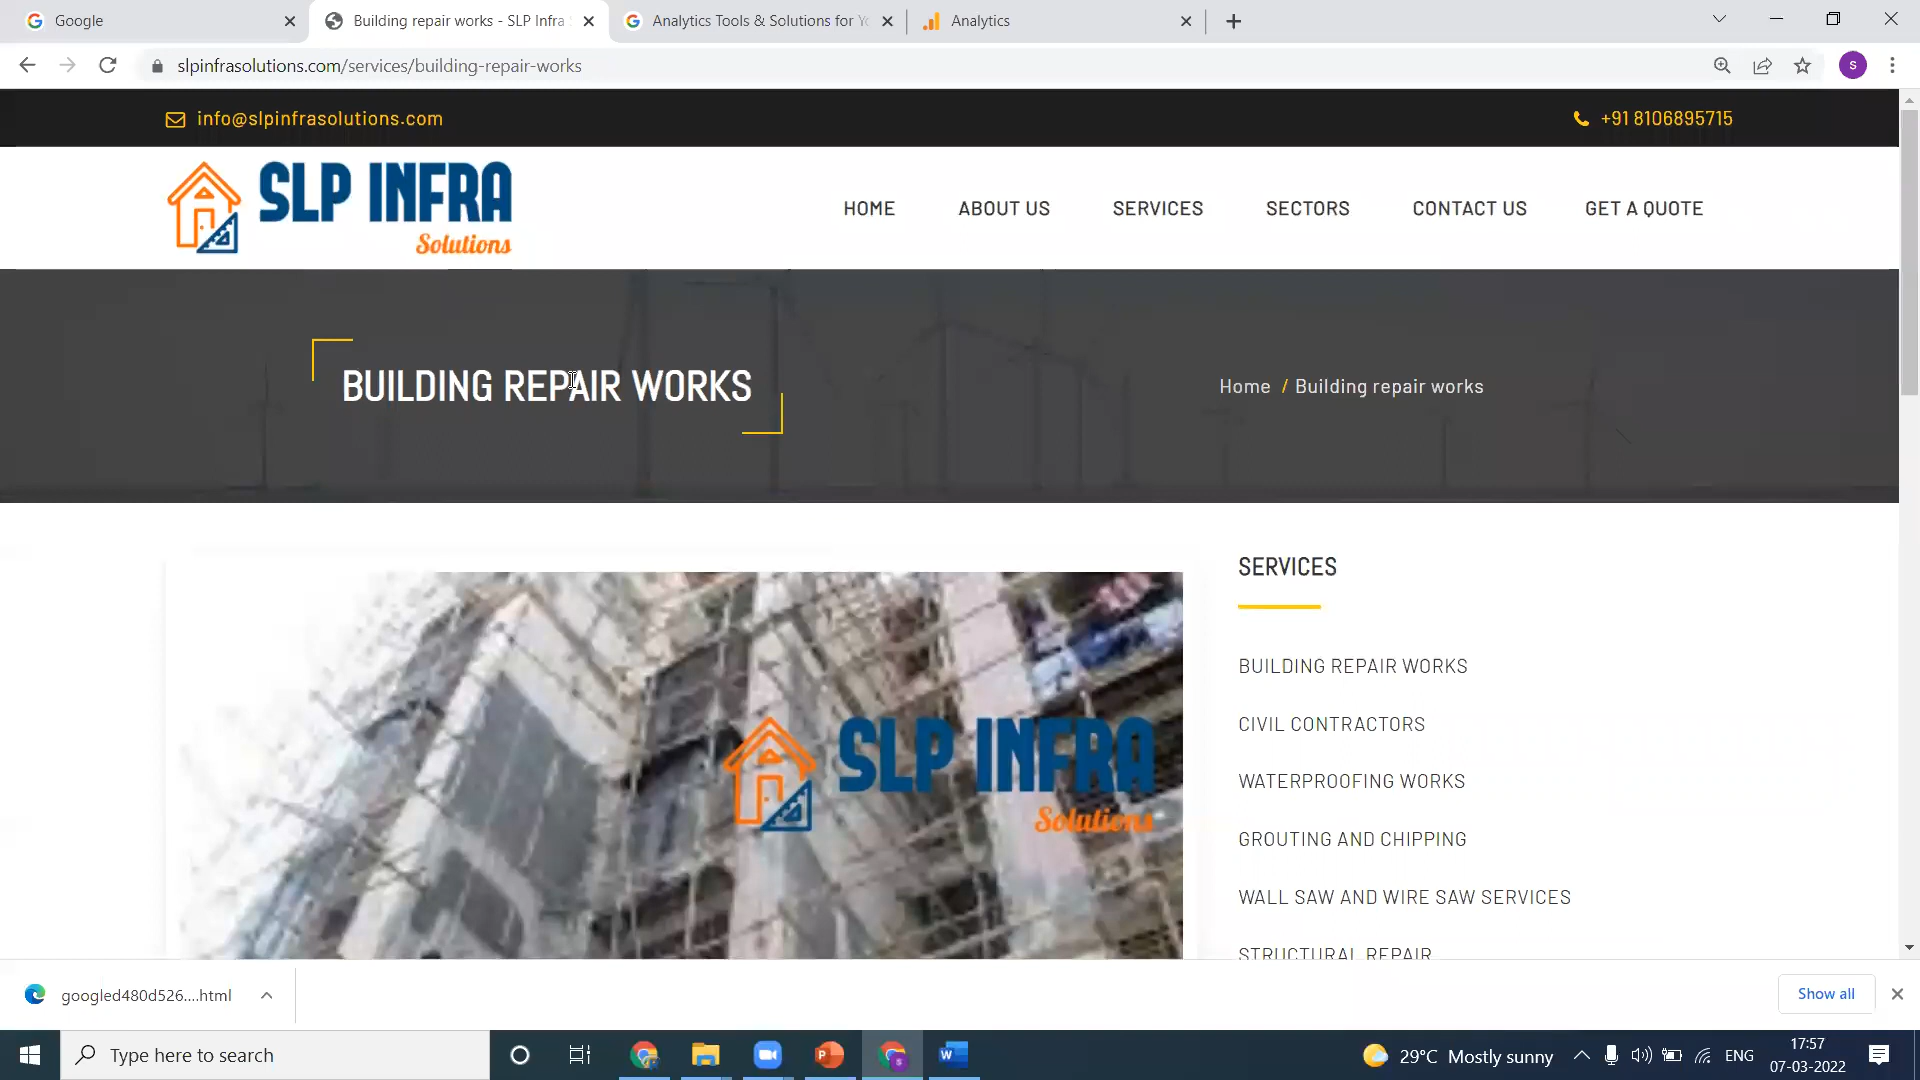 Google
Building repair works - SLP Infra
Analytics Tools & Solutions for Yo
Analytics
slpinfrasolutions.com/services/building-repair-works
S
info@slpinfrasolutions.com
+91 8106895715
SLP INFRA
Solutions
HOME
ABOUT US
SERVICES
SECTORS
CONTACT US
GET A QUOTE
BUILDING REPAIR WORKS
Home / Building repair works
SERVICES
BUILDING REPAIR WORKS
CIVIL CONTRACTORS
WATERPROOFING WORKS
GROUTING AND CHIPPING
WALL SAW AND WIRE SAW SERVICES
STRUCTURAL REPAIR
SLP INFRA
Solutions
googled480d526....html
Show all
Type here to search
29°C Mostly sunny
ENG
17:57
07-03-2022